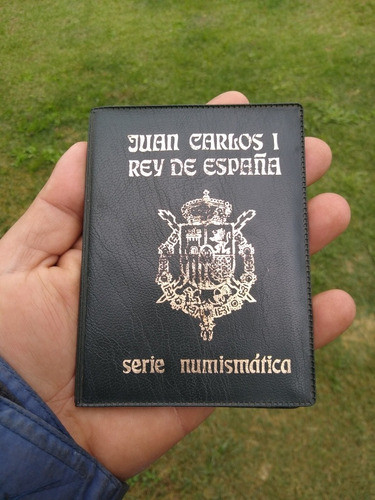 JUAN CARLOS I
REY DE ESPAÑA
serie numismática